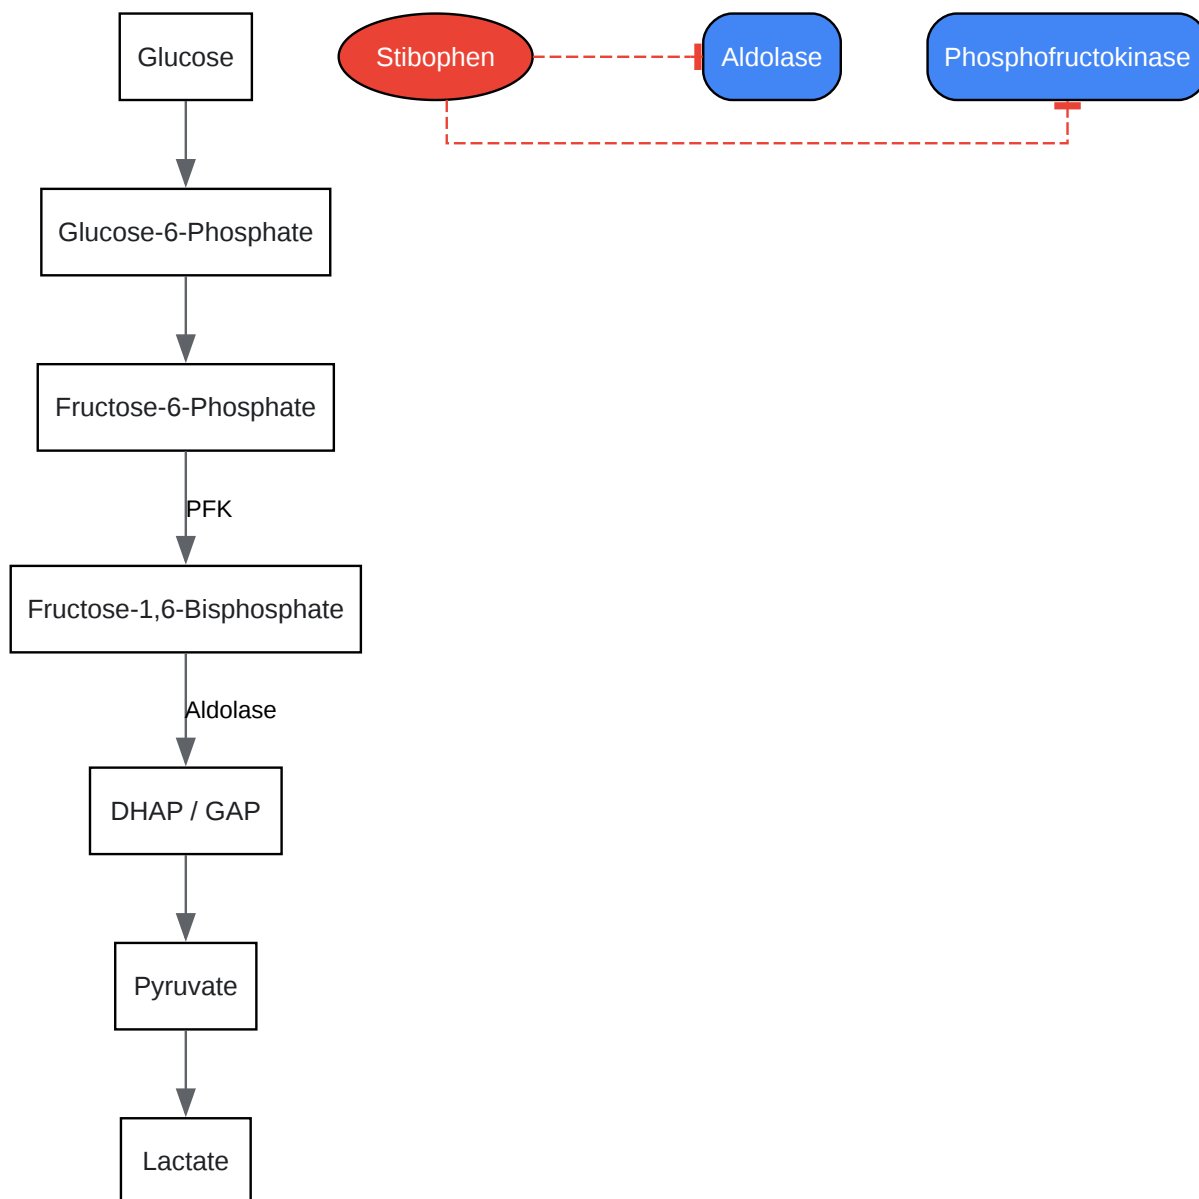 Glucose
Stibophen
Aldolase
Phosphofructokinase
Glucose-6-Phosphate
Fructose-6-Phosphate
PFK
Fructose-1,6-Bisphosphate
Aldolase
DHAP / GAP
Pyruvate
Lactate